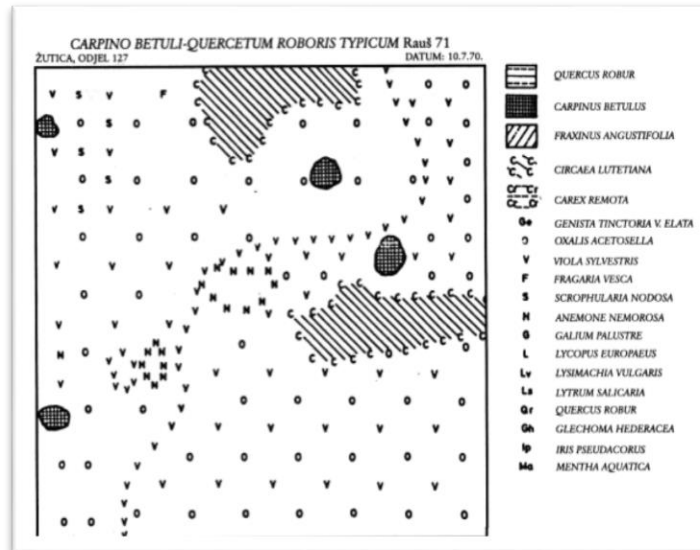 CARPINO BETULI-QUERCETUM ROBORIS TYPICUM Rauš 71
ŽUTICA, ODJEL 127 DATUM: 10.7.70.
QUERCUS ROBUR
CARPINUS BETULUS
FRAXINUS ANGUSTIFOLIA
CIRCAEA LUTETIANA
CAREX REMOTA
Ge GENISTA TINCTORIA V. ELATA
O OXALIS ACETOSELLA
V VIOLA SYLVESTRIS
F FRAGARIA VESCA
S SCROPHULARIA NODOSA
N ANEMONE NEMOROSA
G GALIUM PALUSTRE
L LYCOPUS EUROPAEUS
Lv LYSIMACHIA VULGARIS
Ls LYTRUM SALICARIA
Qr QUERCUS ROBUR
Gh GLECHOMA HEDERACEA
Ip IRIS PSEUDACORUS
Ma MENTHA AQUATICA